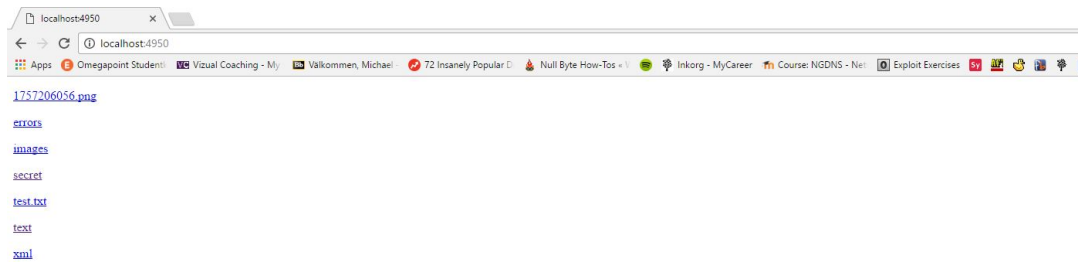 localhost:4950
localhost:4950
Apps Omegapoint Studenti Vizual Coaching - My Välkommen, Michael - 72 Insanely Popular D Null Byte How-Tos « Inkorg - MyCareer Course: NGDNS - Net Exploit Exercises
1757206056.png
errors
images
secret
test.txt
text
xml